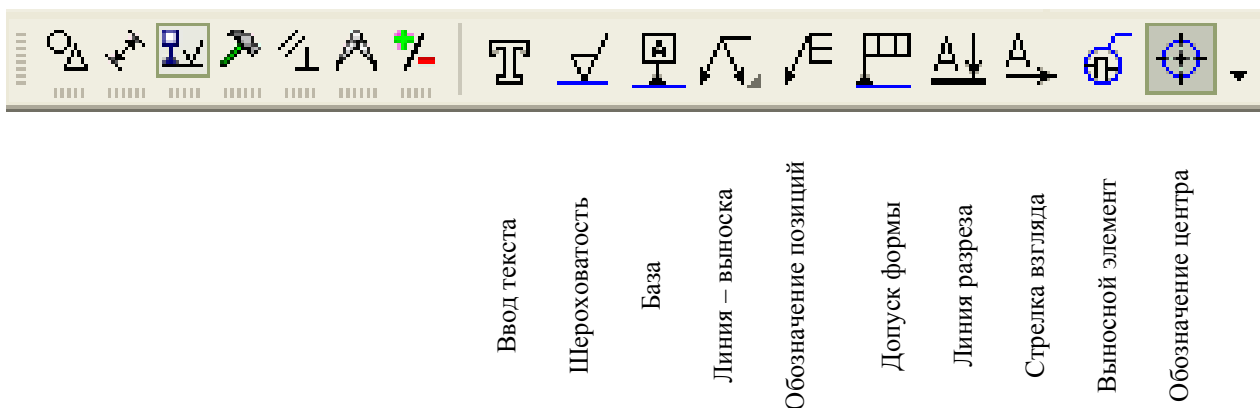 T
A
A
A
Ввод текста
Шероховатость
База
Линия – выноска
Обозначение позиций
Допуск формы
Линия разреза
Стрелка взгляда
Выносной элемент
Обозначение центра